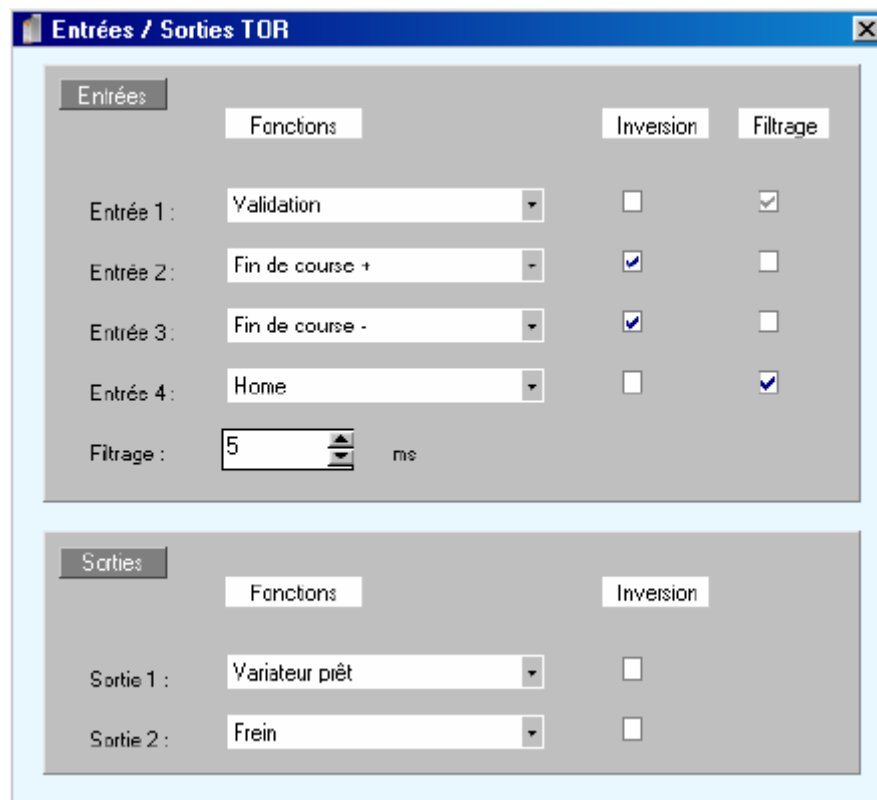 Entrées / Sorties TOR
Entrées
Fonctions Inversion Filtrage
Entrée 1 : Validation
Entrée 2 : Fin de course +
Entrée 3 : Fin de course -
Entrée 4 : Home
Filtrage : 5 ms
Sorties
Fonctions Inversion
Sortie 1 : Variateur prêt
Sortie 2 : Frein